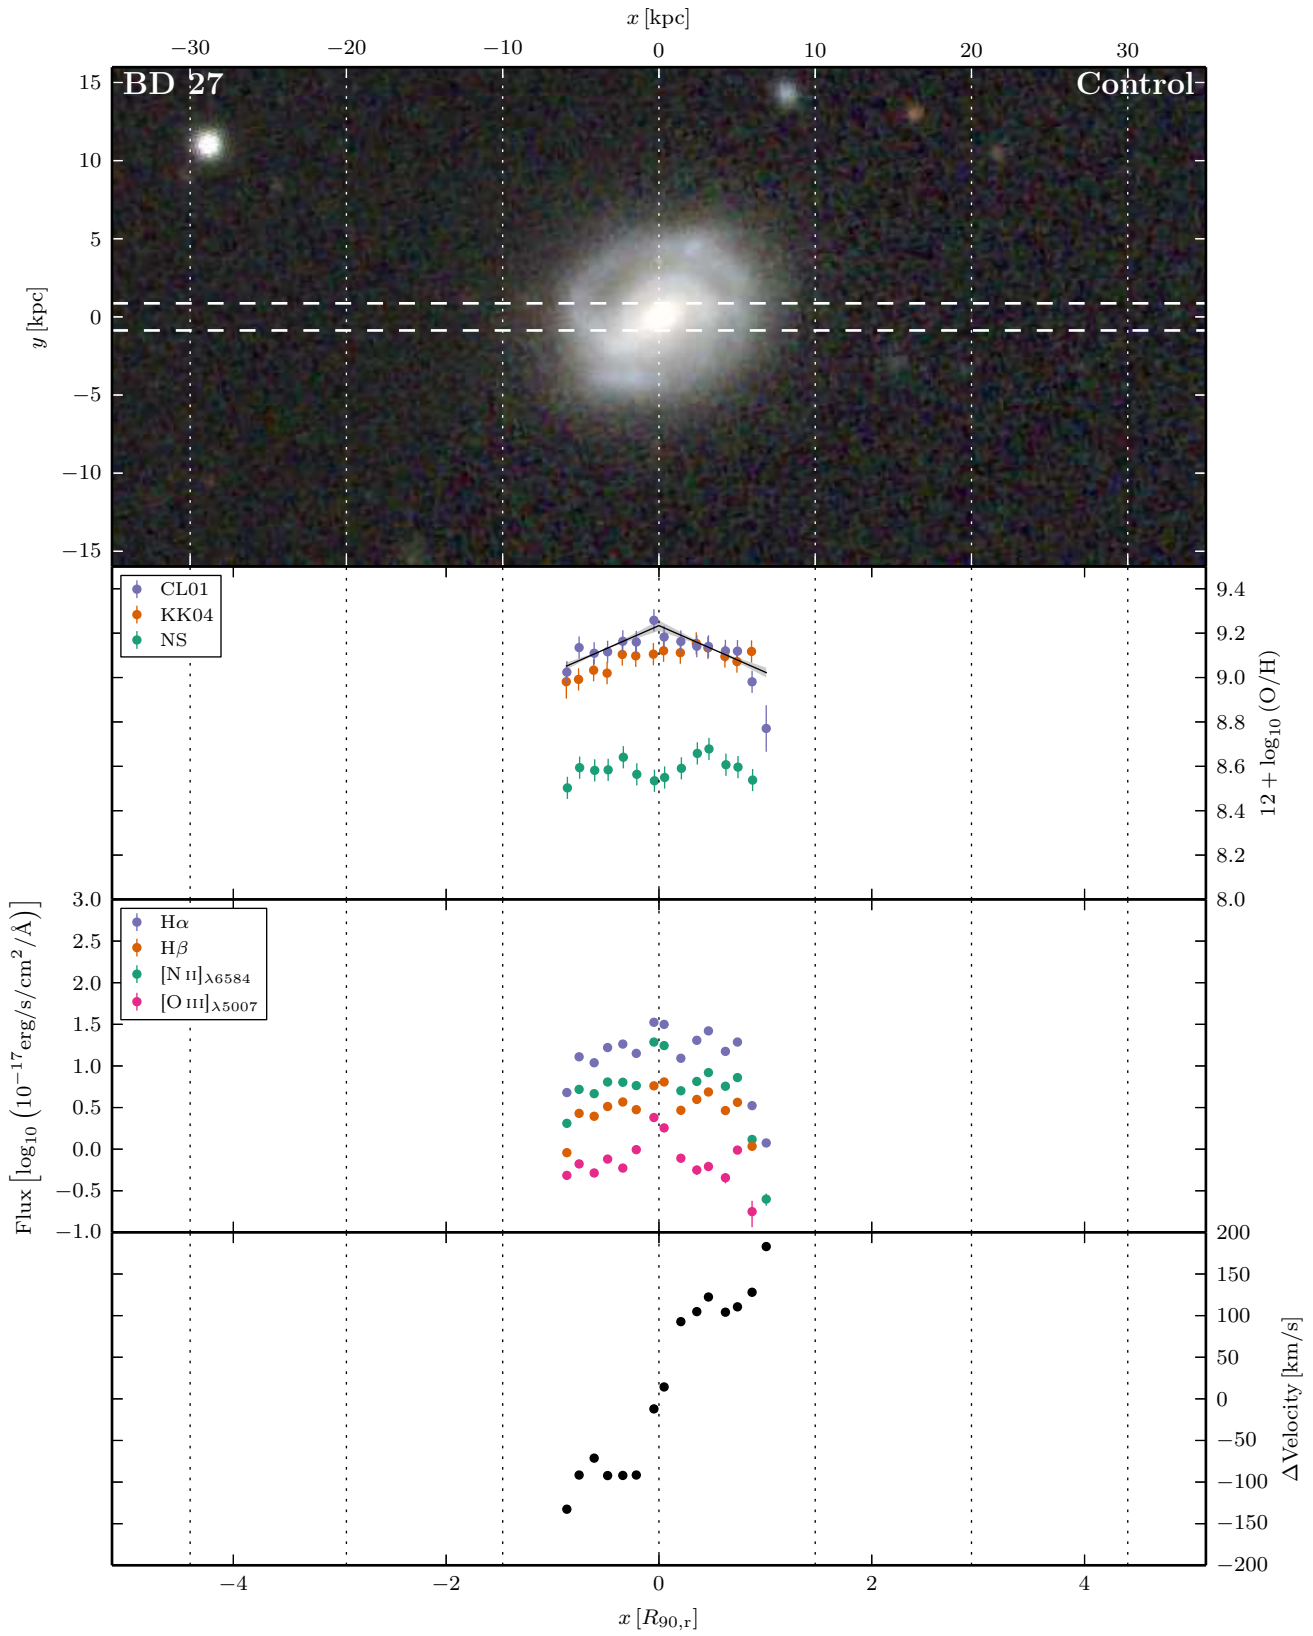 x [kpc]
−30 −20 −10 0 10 20 30
BD 27 Control
15
10
5
0
−5
−10
−15
y [kpc]
CL01
KK04
NS
9.4
9.2
9.0
8.8
8.6
8.4
8.2
8.0
12 + log₁₀ (O/H)
Hα
Hβ
[N II]λ6584
[O III]λ5007
3.0
2.5
2.0
1.5
1.0
0.5
0.0
−0.5
−1.0
Flux [log₁₀ (10⁻¹⁷erg/s/cm²/Å)]
200
150
100
50
0
−50
−100
−150
−200
ΔVelocity [km/s]
−4 −2 0 2 4
x [R₉₀,ᵣ]